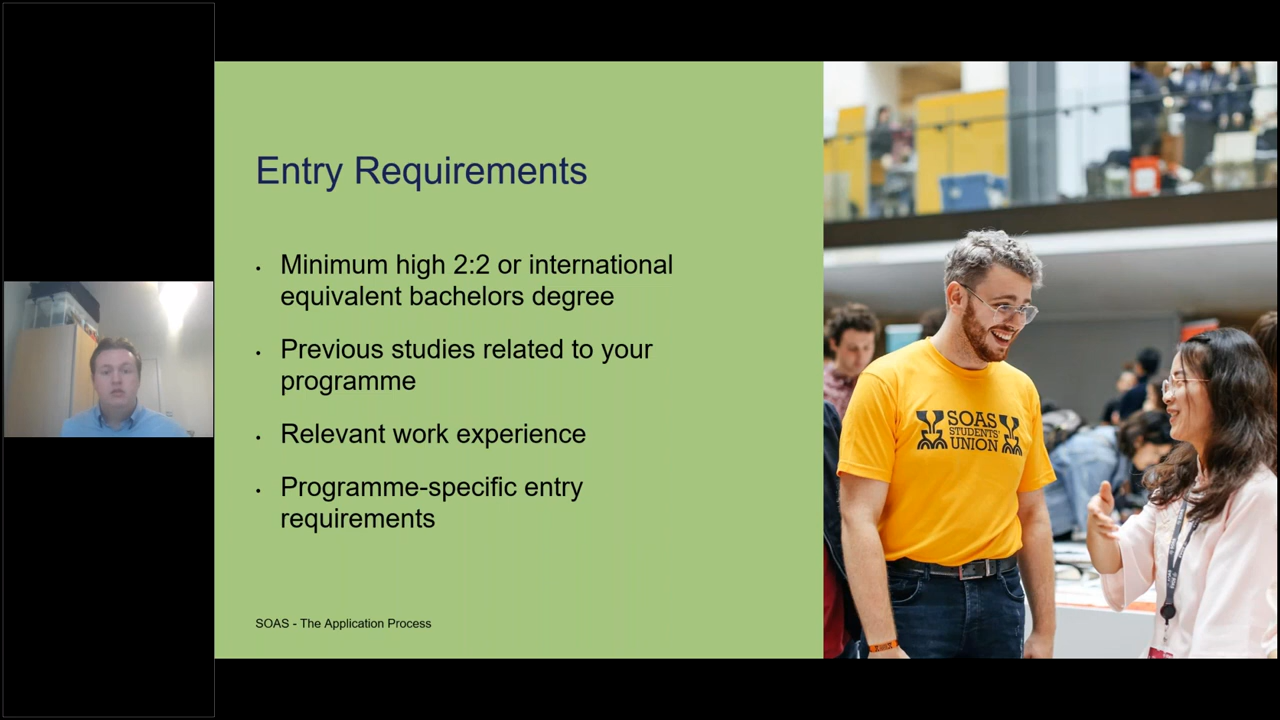 Entry Requirements
• Minimum high 2:2 or international
equivalent bachelors degree
• Previous studies related to your
programme
• Relevant work experience
• Programme-specific entry
requirements
SOAS - The Application Process
SOAS
STUDENTS'
UNION